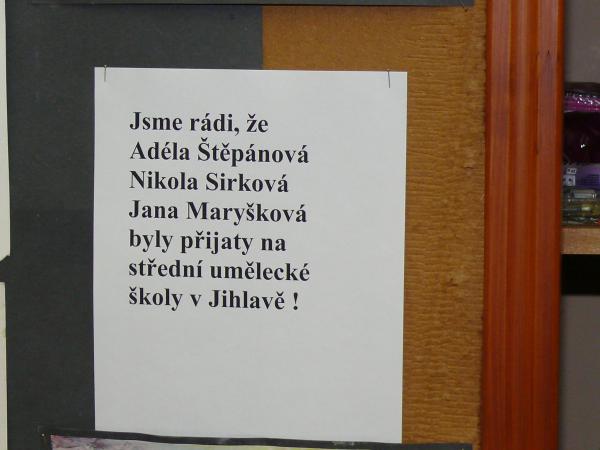 Jsme rádi, že
Adéla Štěpánová
Nikola Sirková
Jana Maryšková
byly přijaty na
střední umělecké
školy v Jihlavě !